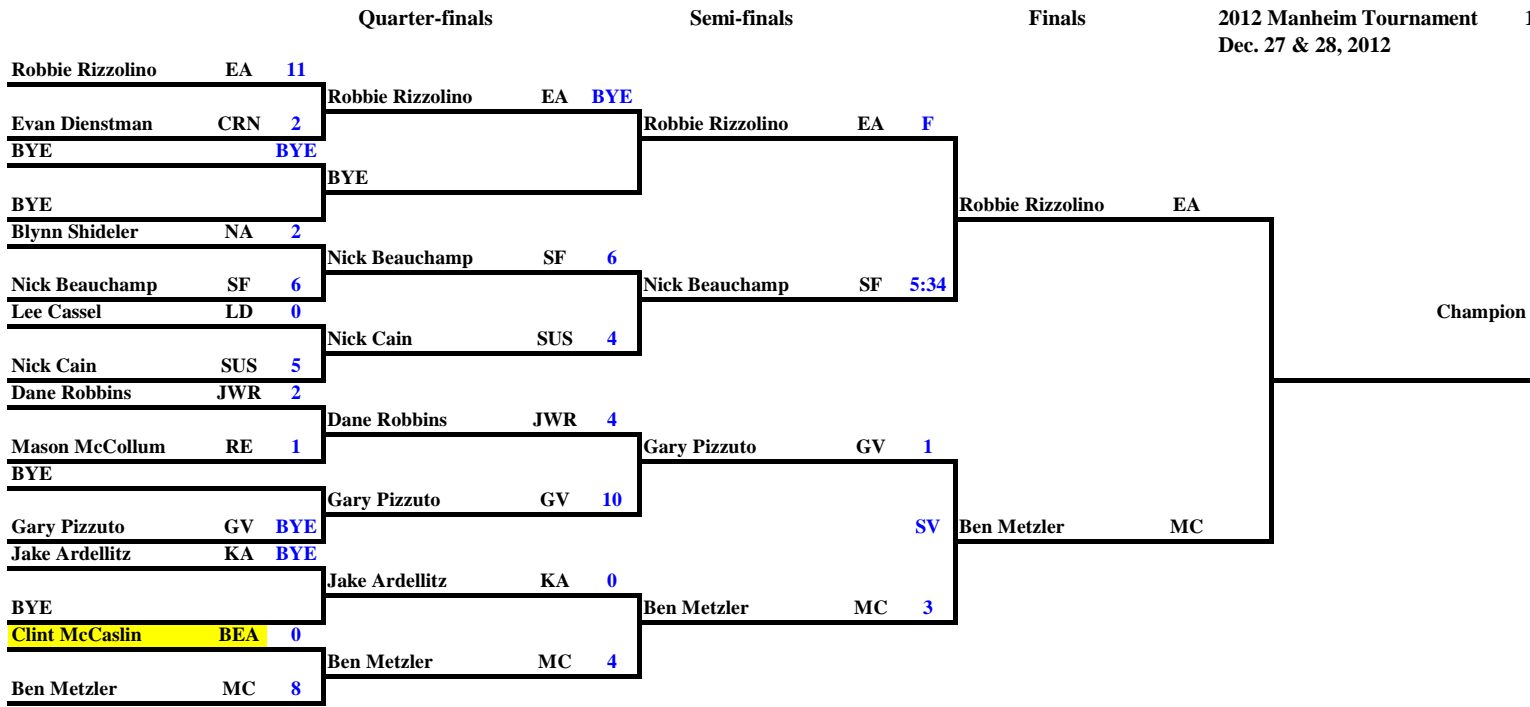 Quarter-finals Semi-finals Finals 2012 Manheim Tournament 1
Dec. 27 & 28, 2012
Robbie Rizzolino EA 11
Robbie Rizzolino EA BYE
Evan Dienstman CRN 2 Robbie Rizzolino EA F
BYE BYE
BYE
BYE Robbie Rizzolino EA
Blynn Shideler NA 2
Nick Beauchamp SF 6
Nick Beauchamp SF 6 Nick Beauchamp SF 5:34
Lee Cassel LD 0 Champion
Nick Cain SUS 4
Nick Cain SUS 5
Dane Robbins JWR 2
Dane Robbins JWR 4
Mason McCollum RE 1 Gary Pizzuto GV 1
BYE
Gary Pizzuto GV 10
Gary Pizzuto GV BYE SV Ben Metzler MC
Jake Ardellitz KA BYE
Jake Ardellitz KA 0
BYE Ben Metzler MC 3
Clint McCaslin BEA 0
Ben Metzler MC 4
Ben Metzler MC 8